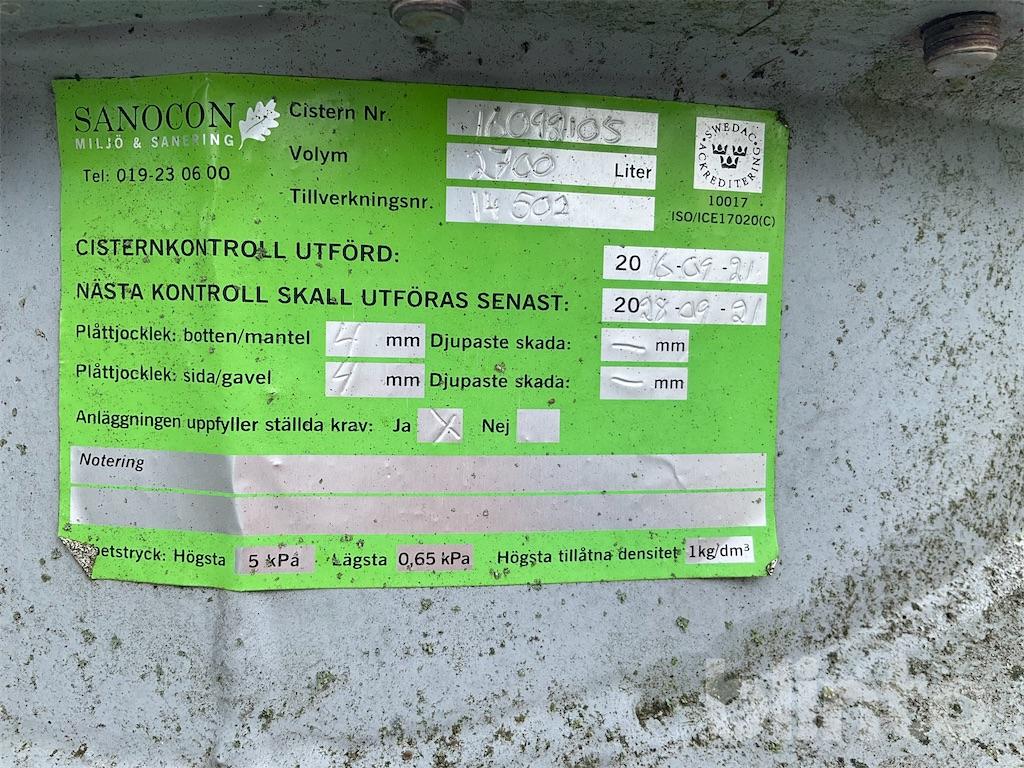 SANOCON
MILJÖ & SANERING
Tel: 019-23 06 00
Cistern Nr. 16098105
Volym 2700 Liter
Tillverkningsnr. 14502
SWEDAC ACKREDITERING
10017
ISO/ICE17020(C)
CISTERNKONTROLL UTFÖRD: 2016-09-21
NÄSTA KONTROLL SKALL UTFÖRAS SENAST: 2028-09-21
Plåttjocklek: botten/mantel 4 mm Djupaste skada: — mm
Plåttjocklek: sida/gavel 4 mm Djupaste skada: — mm
Anläggningen uppfyller ställda krav: Ja X Nej
Notering
betstryck: Högsta 5 kPa Lägsta 0,65 kPa Högsta tillåtna densitet 1kg/dm³
blinto